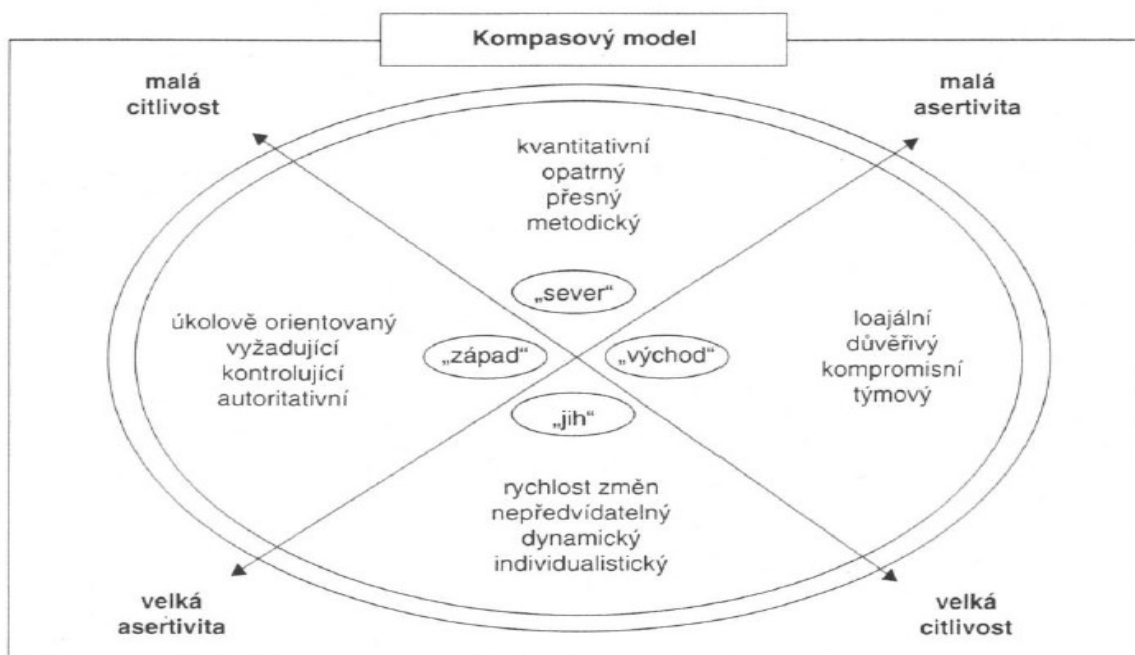 Kompasový model
malá
citlivost
malá
asertivita
kvantitativní
opatrný
přesný
metodický
„sever“
úkolově orientovaný
vyžadující
kontrolující
autoritativní
„západ“
„východ“
loajální
důvěřivý
kompromisní
týmový
„jih“
rychlost změn
nepředvídatelný
dynamický
individualistický
velká
asertivita
velká
citlivost